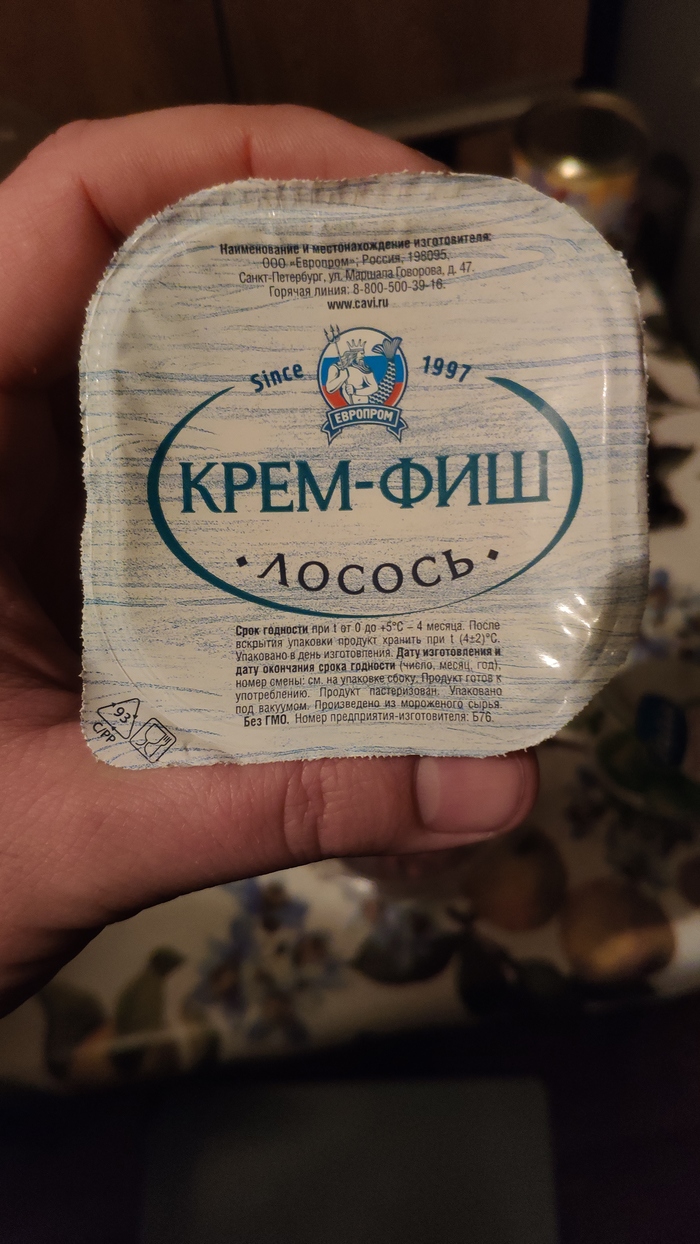 Наименование и местонахождение изготовителя:
ООО «Европром»; Россия, 198095,
Санкт-Петербург, ул. Маршала Говорова, д. 47.
Горячая линия: 8-800-500-39-16.
www.cavi.ru
Since 1997
ЕВРОПРОМ
КРЕМ-ФИШ
·ЛОСОСЬ·
Срок годности при t от 0 до +5°С – 4 месяца. После
вскрытия упаковки продукт хранить при t (4±2)°С.
Упаковано в день изготовления. Дату изготовления и
дату окончания срока годности (число, месяц, год),
номер смены: см. на упаковке сбоку. Продукт готов к
употреблению. Продукт пастеризован. Упаковано
под вакуумом. Произведено из мороженого сырья.
Без ГМО. Номер предприятия-изготовителя: Б76.
93
C/PP